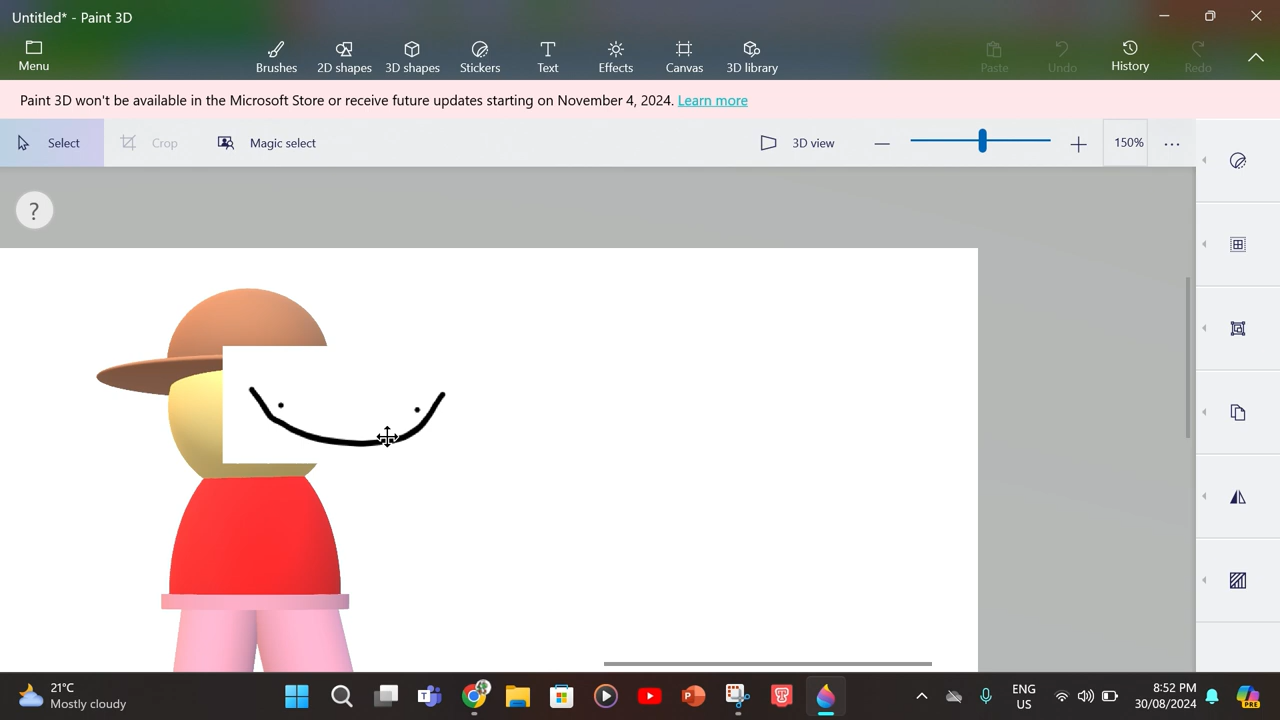 Untitled* - Paint 3D
Menu
Brushes
2D shapes
3D shapes
Stickers
Text
Effects
Canvas
3D library
Paste
Undo
History
Redo
Paint 3D won't be available in the Microsoft Store or receive future updates starting on November 4, 2024. Learn more
Select
Crop
Magic select
3D view
150%
?
21°C
Mostly cloudy
ENG
US
8:52 PM
30/08/2024
PRE